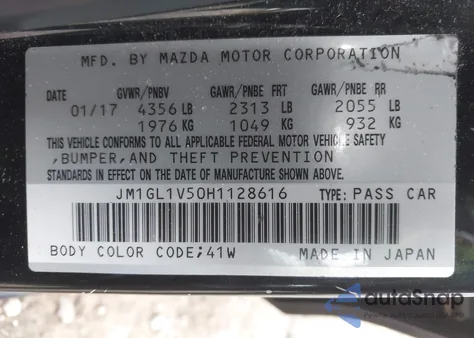 MFD. BY MAZDA MOTOR CORPORATION
GVWR/PNBV GAWR/PNBE FRT GAWR/PNBE RR
01/17 4356 LB 2313 LB 2055 LB
1976 KG 1049 KG 932 KG
THIS VEHICLE CONFORMS TO ALL APPLICABLE FEDERAL MOTOR VEHICLE SAFETY
,BUMPER,AND THEFT PREVENTION
STANDARDS IN EFFECT ON THE DATE OF MANUFACTURE SHOWN ABOVE.
JM1GL1V50H1128616 TYPE: PASS CAR
BODY COLOR CODE;41W MADE IN JAPAN
autoSnap